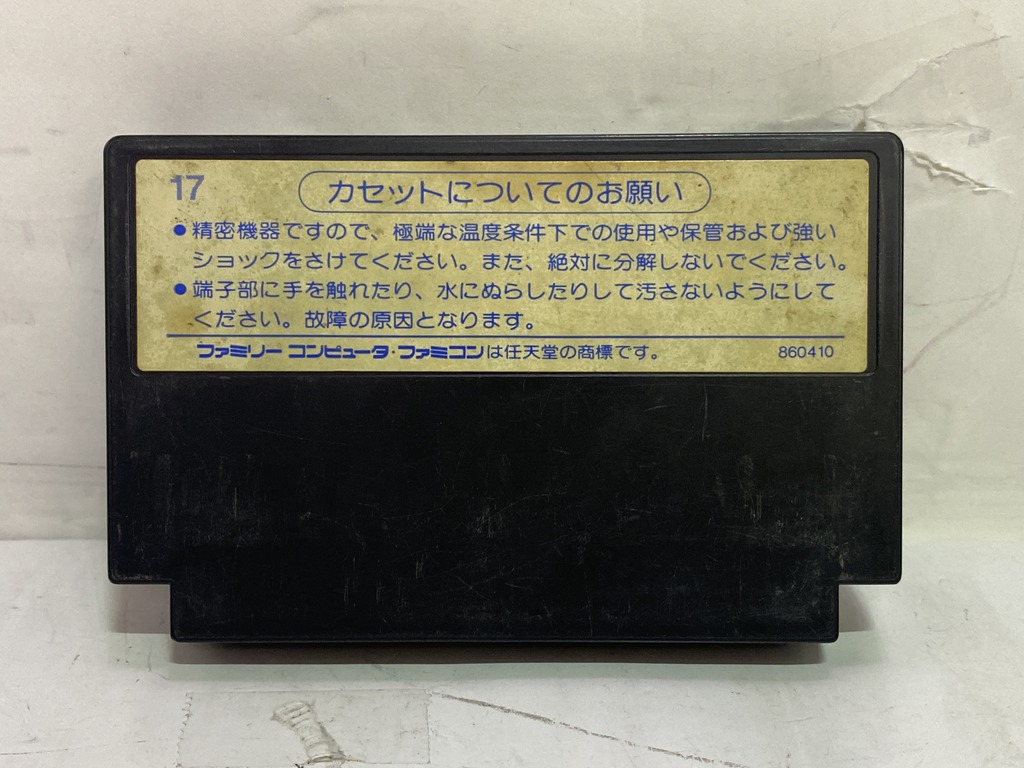 17
カセットについてのお願い
●精密機器ですので、極端な温度条件下での使用や保管および強い
ショックをさけてください。また、絶対に分解しないでください。
●端子部に手を触れたり、水にぬらしたりして汚さないようにして
ください。故障の原因となります。
ファミリー コンピュータ・ファミコンは任天堂の商標です。 860410